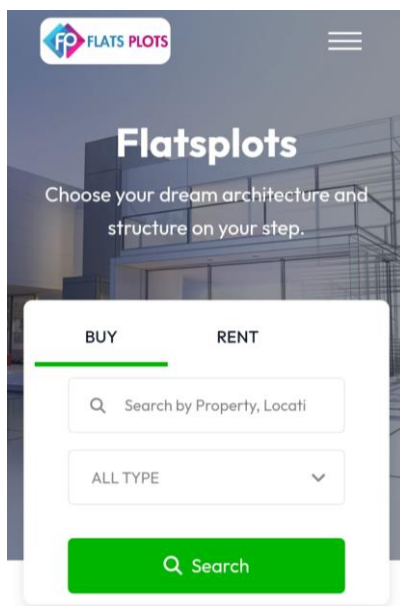 FP FLATS PLOTS
Flatsplots
Choose your dream architecture and
structure on your step.
BUY RENT
Search by Property, Locati
ALL TYPE
Search